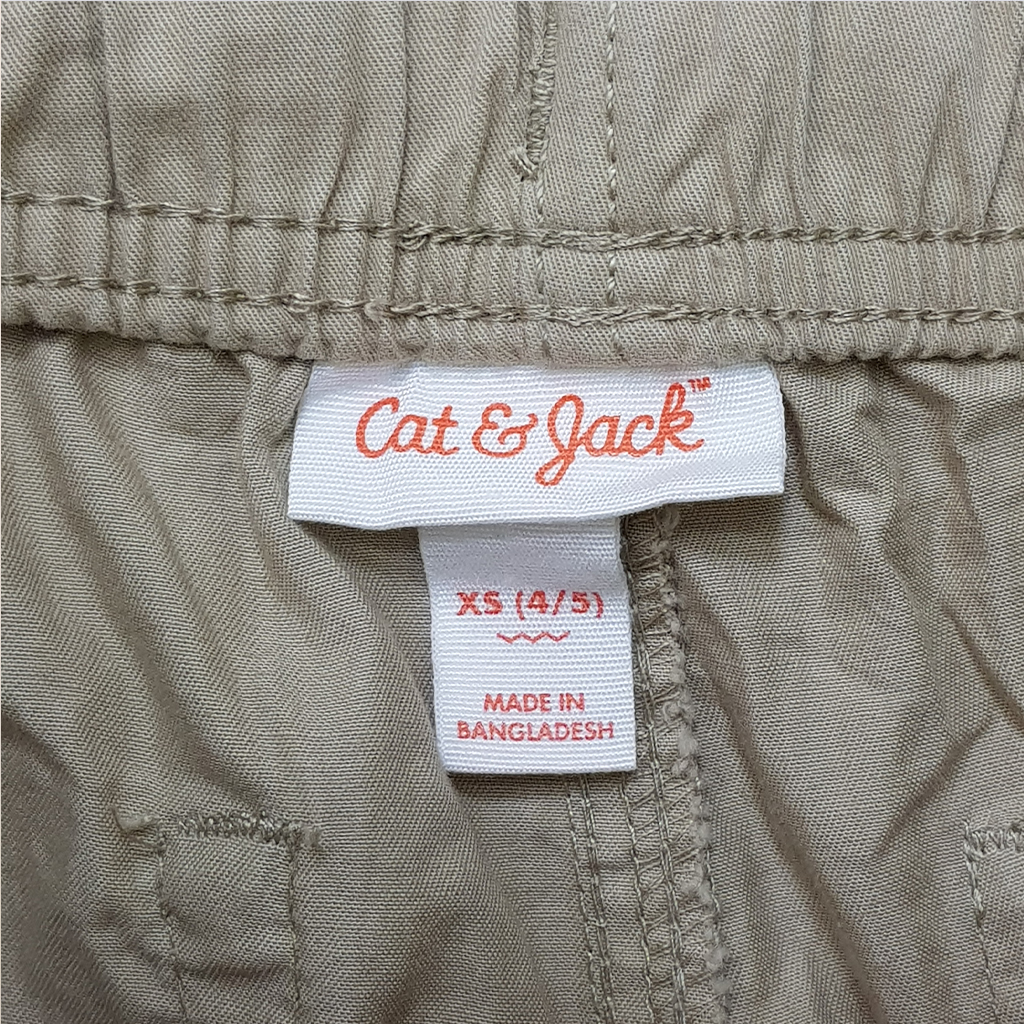 Cat & Jack™
XS (4/5)
MADE IN
BANGLADESH